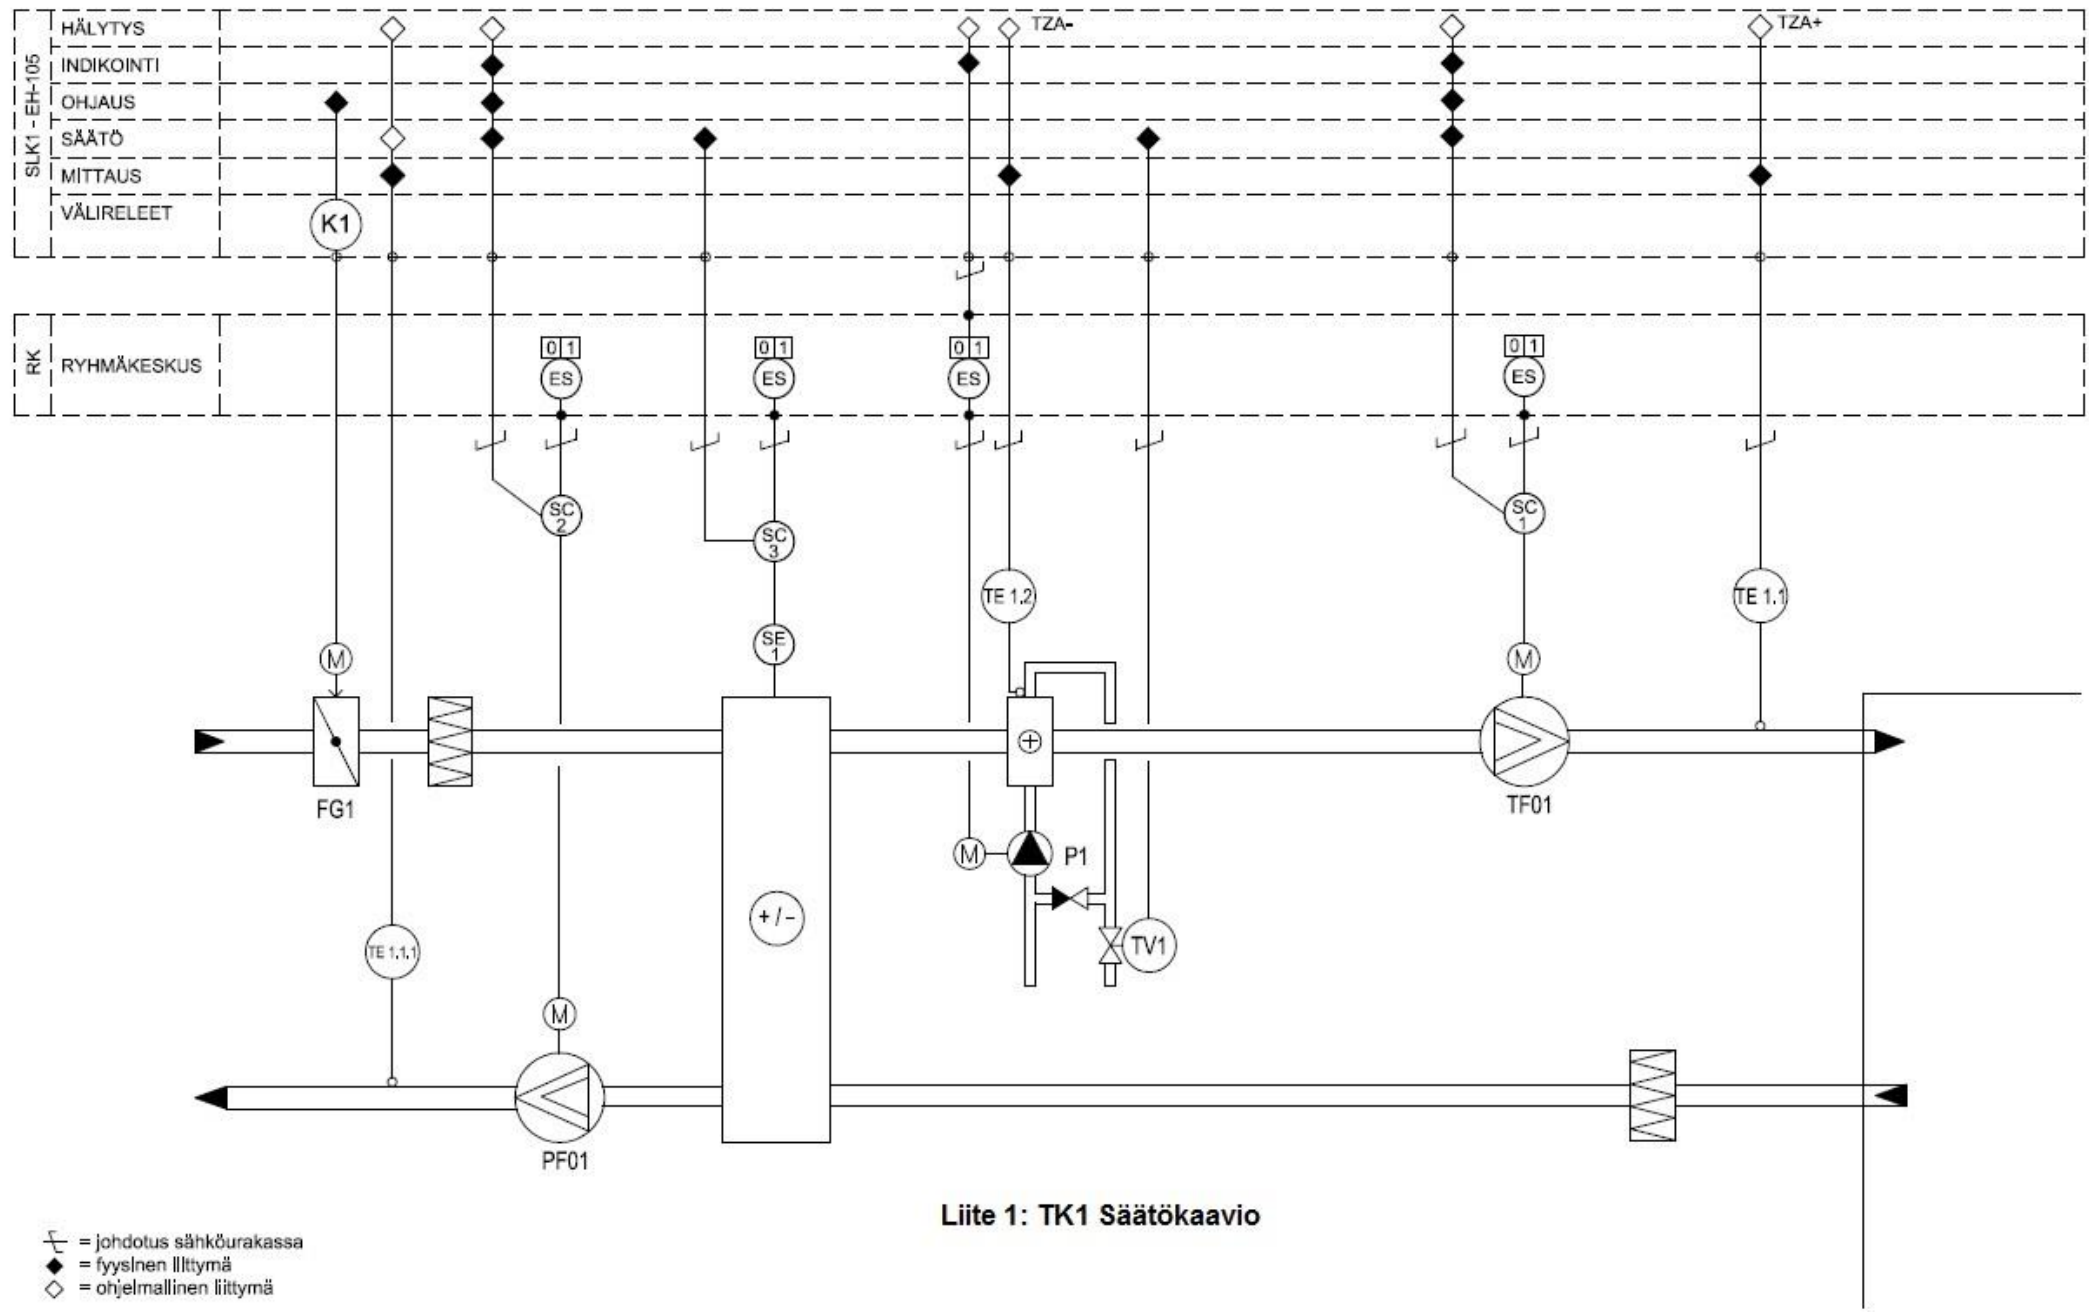 SLK1 - EH-105
HÄLYTYS
TZA-
TZA+
INDIKOINTI
OHJAUS
SÄÄTÖ
MITTAUS
VÄLIRELEET
K1
RK
RYHMÄKESKUS
0 1
ES
0 1
ES
0 1
ES
0 1
ES
SC
2
SC
3
SC
1
TE 1.2
TE 1.1
SE
1
M
M
FG1
+
TF01
M
P1
+ / -
TE 1.1.1
TV1
M
PF01
Liite 1: TK1 Säätökaavio
= johdotus sähköurakassa
= fyysinen liittymä
= ohjelmallinen liittymä